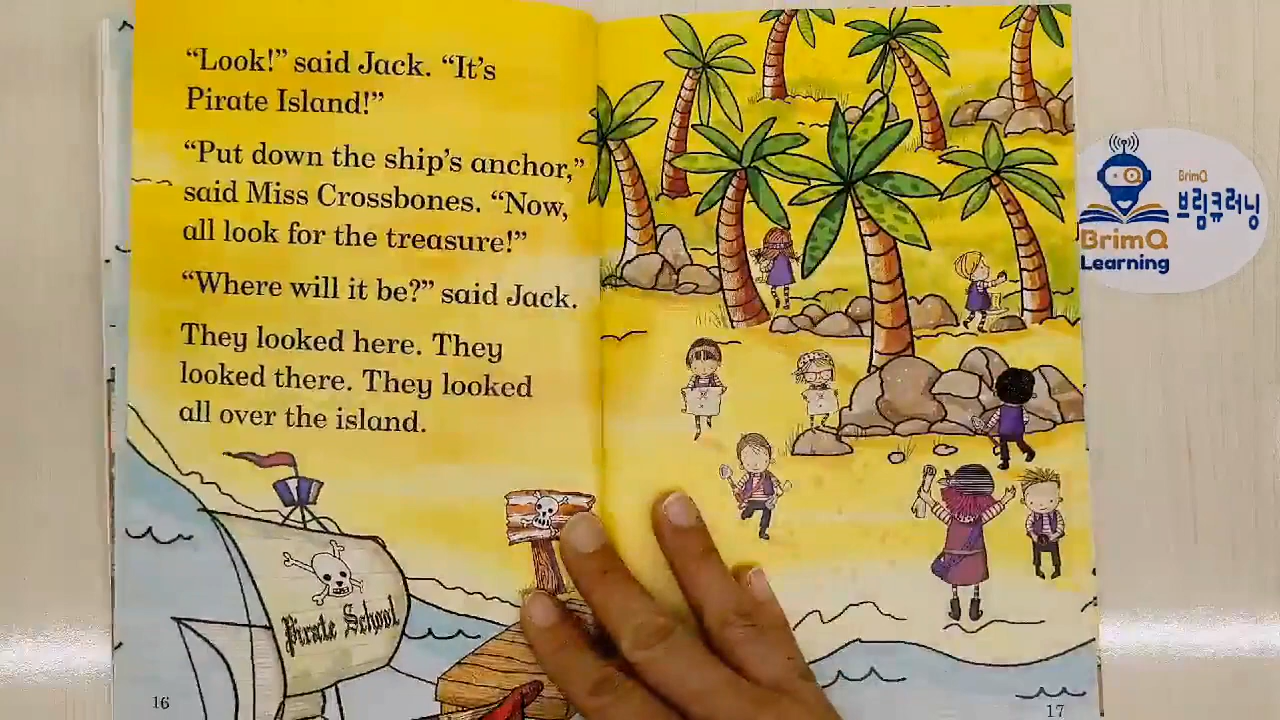 “Look!” said Jack. “It’s
Pirate Island!”
“Put down the ship’s anchor,”
said Miss Crossbones. “Now,
all look for the treasure!”
“Where will it be?” said Jack.
They looked here. They
looked there. They looked
all over the island.
Pirate School
16
17
BrimQ
브림큐러닝
BrimQ
Learning